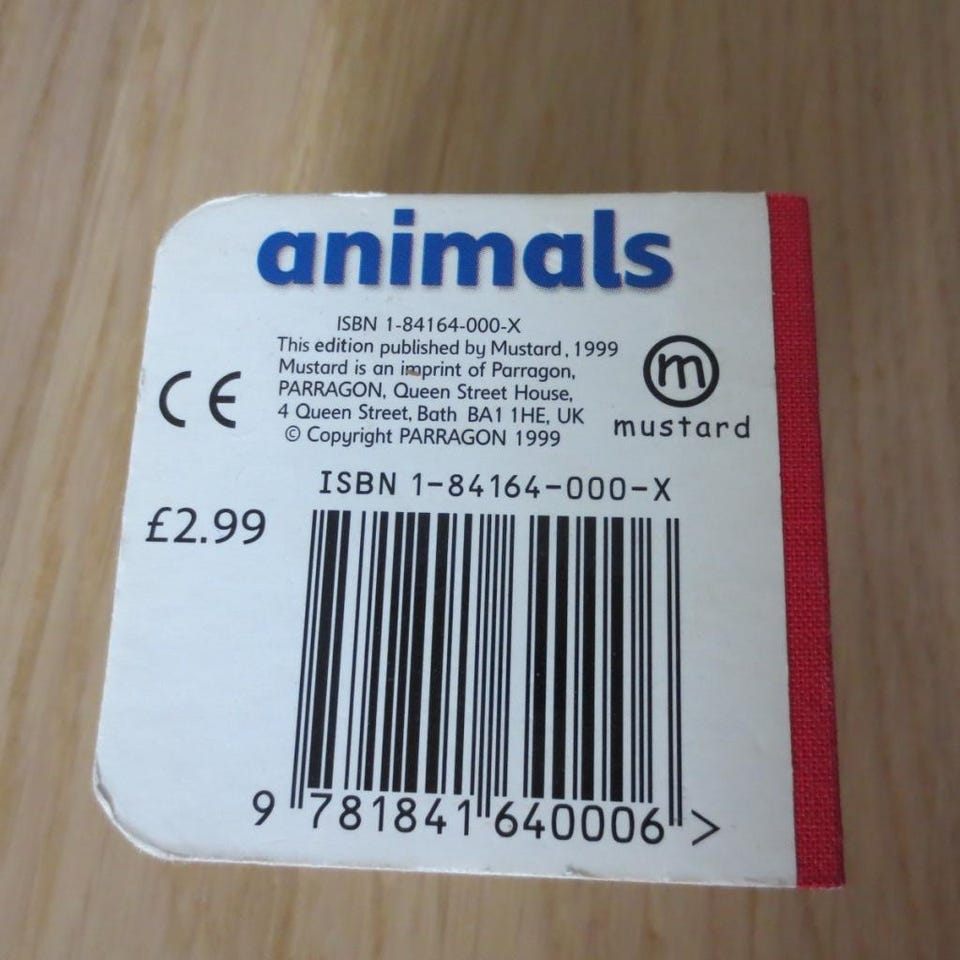 animals
ISBN 1-84164-000-X
This edition published by Mustard, 1999
Mustard is an imprint of Parragon,
PARRAGON, Queen Street House,
4 Queen Street, Bath BA1 1HE, UK
© Copyright PARRAGON 1999
CE
m
mustard
ISBN 1-84164-000-X
£2.99
9 781841 640006 >